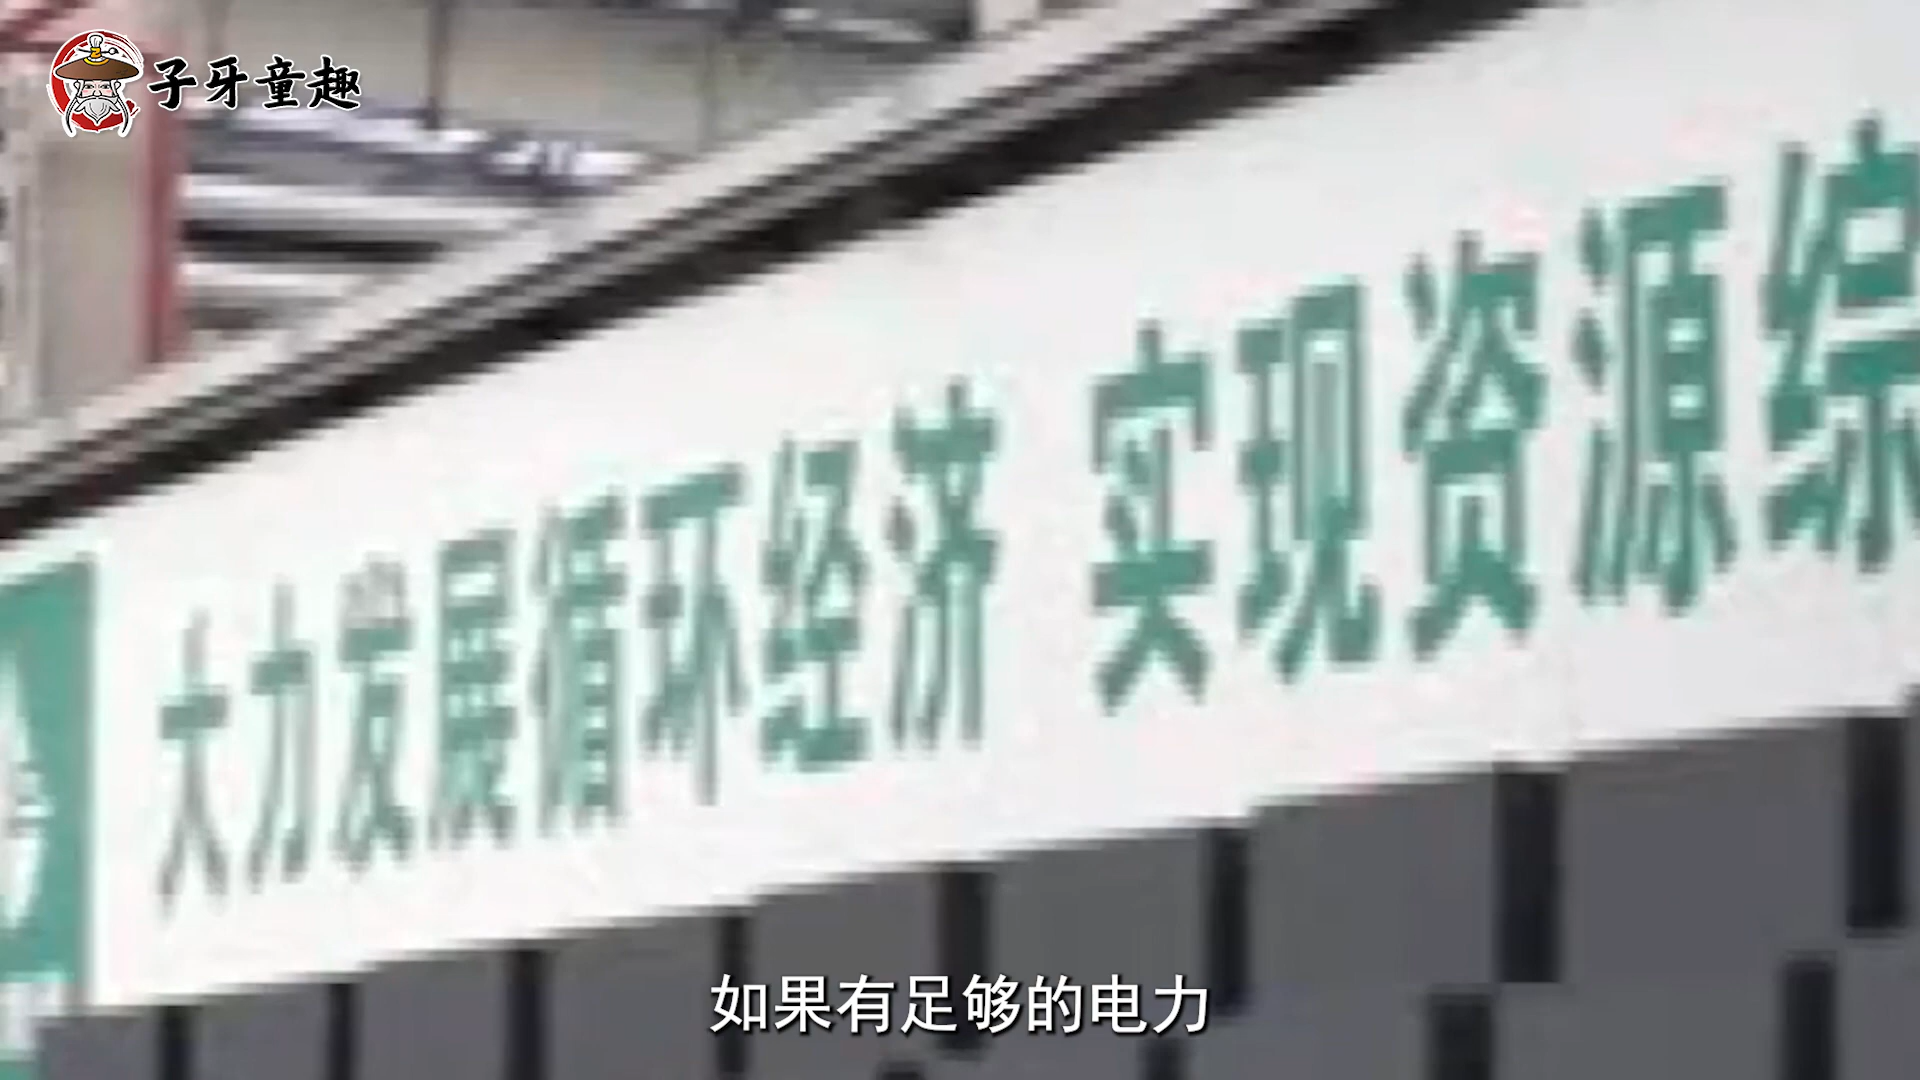 子牙童趣
大力发展循环经济 实现资源综
如果有足够的电力